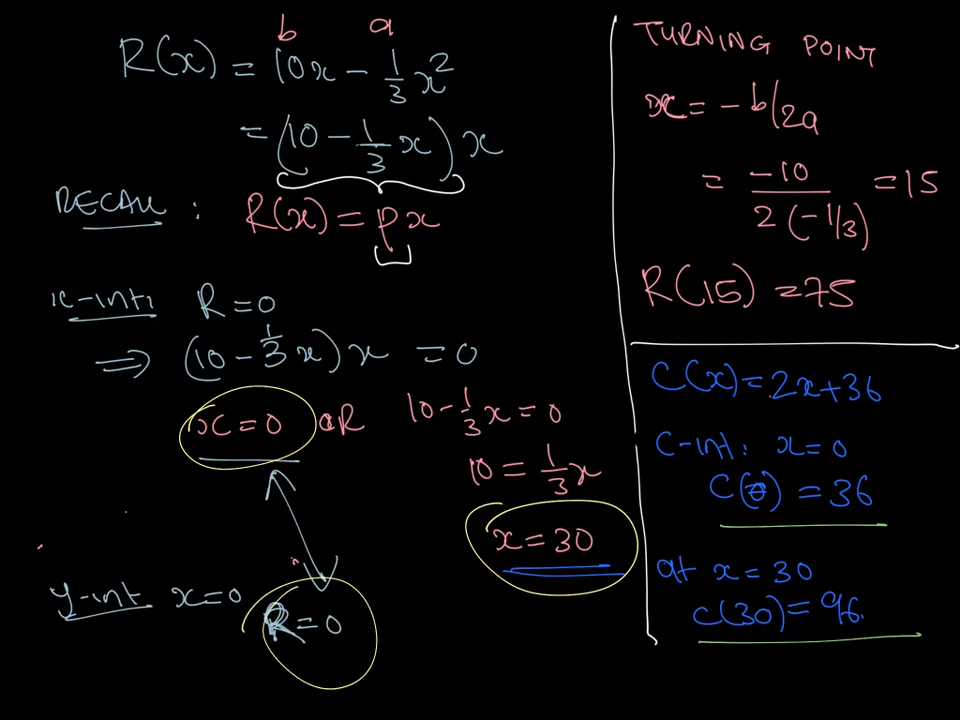 b a
R(x) = 10x - 1/3 x²
= (10 - 1/3 x) x
RECALL : R(x) = px
x-int: R = 0
⇒ (10 - 1/3 x) x = 0
x = 0 OR 10 - 1/3 x = 0
10 = 1/3 x
x = 30
y-int x = 0 R = 0
TURNING POINT
x = - b/2a
= -10 / 2(-1/3) = 15
R(15) = 75
C(x) = 2x + 36
C-int: x = 0
C(0) = 36
at x = 30
C(30) = 96.